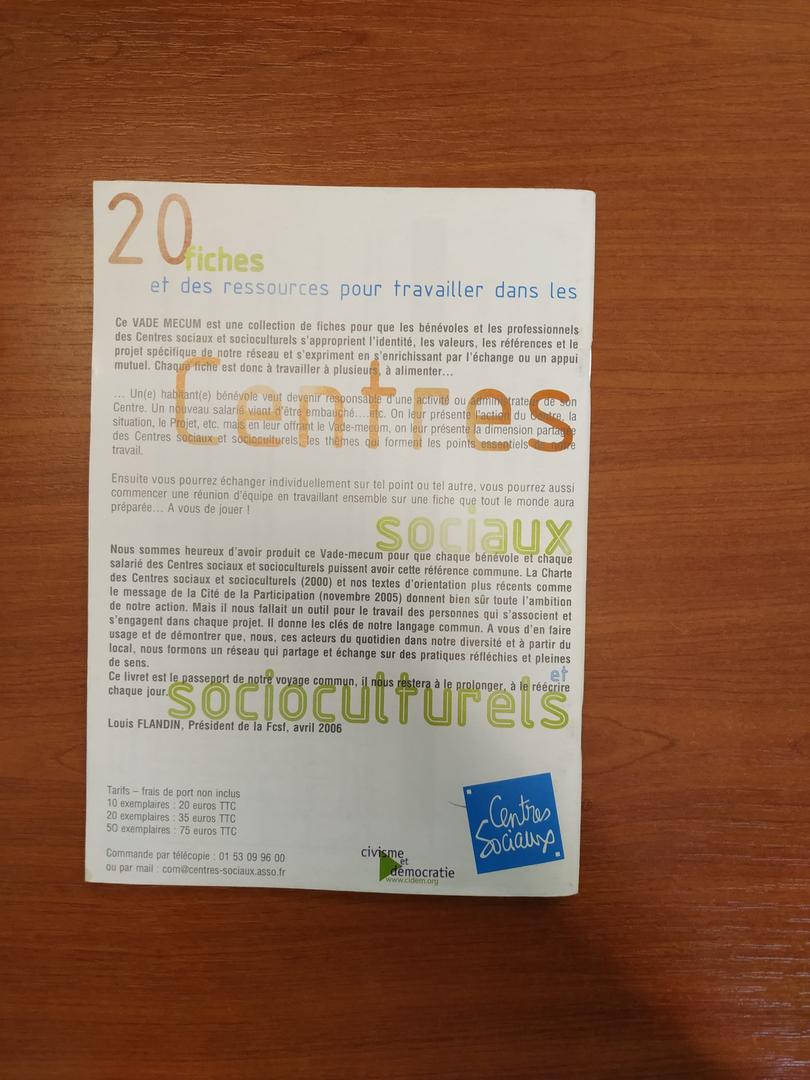 20
fiches
et des ressources pour travailler dans les
Ce VADE MECUM est une collection de fiches pour que les bénévoles et les professionnels
des Centres sociaux et socioculturels s'approprient l'identité, les valeurs, les références et le
projet spécifique de notre réseau et s'expriment en s'enrichissant par l'échange ou un appui
mutuel. Chaque fiche est donc à travailler à plusieurs, à alimenter…
Centres
… Un(e) habitant(e) bénévole veut devenir responsable d'une activité ou administrateur de son
Centre. Un nouveau salarié vient d'être embauché….etc. On leur présente l'action du Centre, la
situation, le Projet, etc. mais en leur offrant le Vade-mecum, on leur présente la dimension partagée
des Centres sociaux et socioculturels, les thèmes qui forment les points essentiels de notre
travail.
Ensuite vous pourrez échanger individuellement sur tel point ou tel autre, vous pourrez aussi
commencer une réunion d'équipe en travaillant ensemble sur une fiche que tout le monde aura
préparée… A vous de jouer !
sociaux
Nous sommes heureux d'avoir produit ce Vade-mecum pour que chaque bénévole et chaque
salarié des Centres sociaux et socioculturels puissent avoir cette référence commune. La Charte
des Centres sociaux et socioculturels (2000) et nos textes d'orientation plus récents comme
le message de la Cité de la Participation (novembre 2005) donnent bien sûr toute l'ambition
de notre action. Mais il nous fallait un outil pour le travail des personnes qui s'associent et
s'engagent dans chaque projet. Il donne les clés de notre langage commun. A vous d'en faire
usage et de démontrer que, nous, ces acteurs du quotidien dans notre diversité et à partir du
local, nous formons un réseau qui partage et échange sur des pratiques réfléchies et pleines
de sens.
et
Ce livret est le passeport de notre voyage commun, il nous restera à le prolonger, à le réécrire
chaque jour.
socioculturels
Louis FLANDIN, Président de la Fcsf, avril 2006
Tarifs – frais de port non inclus
10 exemplaires : 20 euros TTC
20 exemplaires : 35 euros TTC
50 exemplaires : 75 euros TTC
Commande par télécopie : 01 53 09 96 00
ou par mail : com@centres-sociaux.asso.fr
civisme
et
démocratie
www.cidem.org
Centres
Sociaux